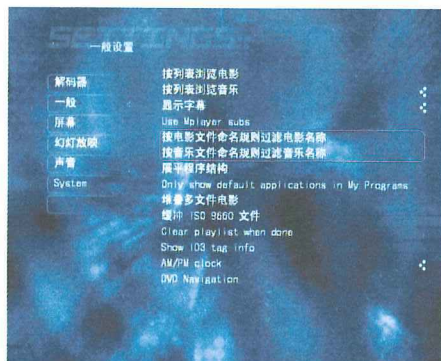 SETTINGS
一般设置
解码器
一般
屏幕
幻灯放映
声音
System
按列表浏览电影
按列表浏览音乐
显示字幕
Use Mplayer subs
按电影文件命名规则过滤电影名称
按音乐文件命名规则过滤音乐名称
展平程序结构
Only show default applications in My Programs
堆叠多文件电影
缓冲 ISO 9660 文件
Clear playlist when done
Show ID3 tag info
AM/PM clock
DVD Navigation